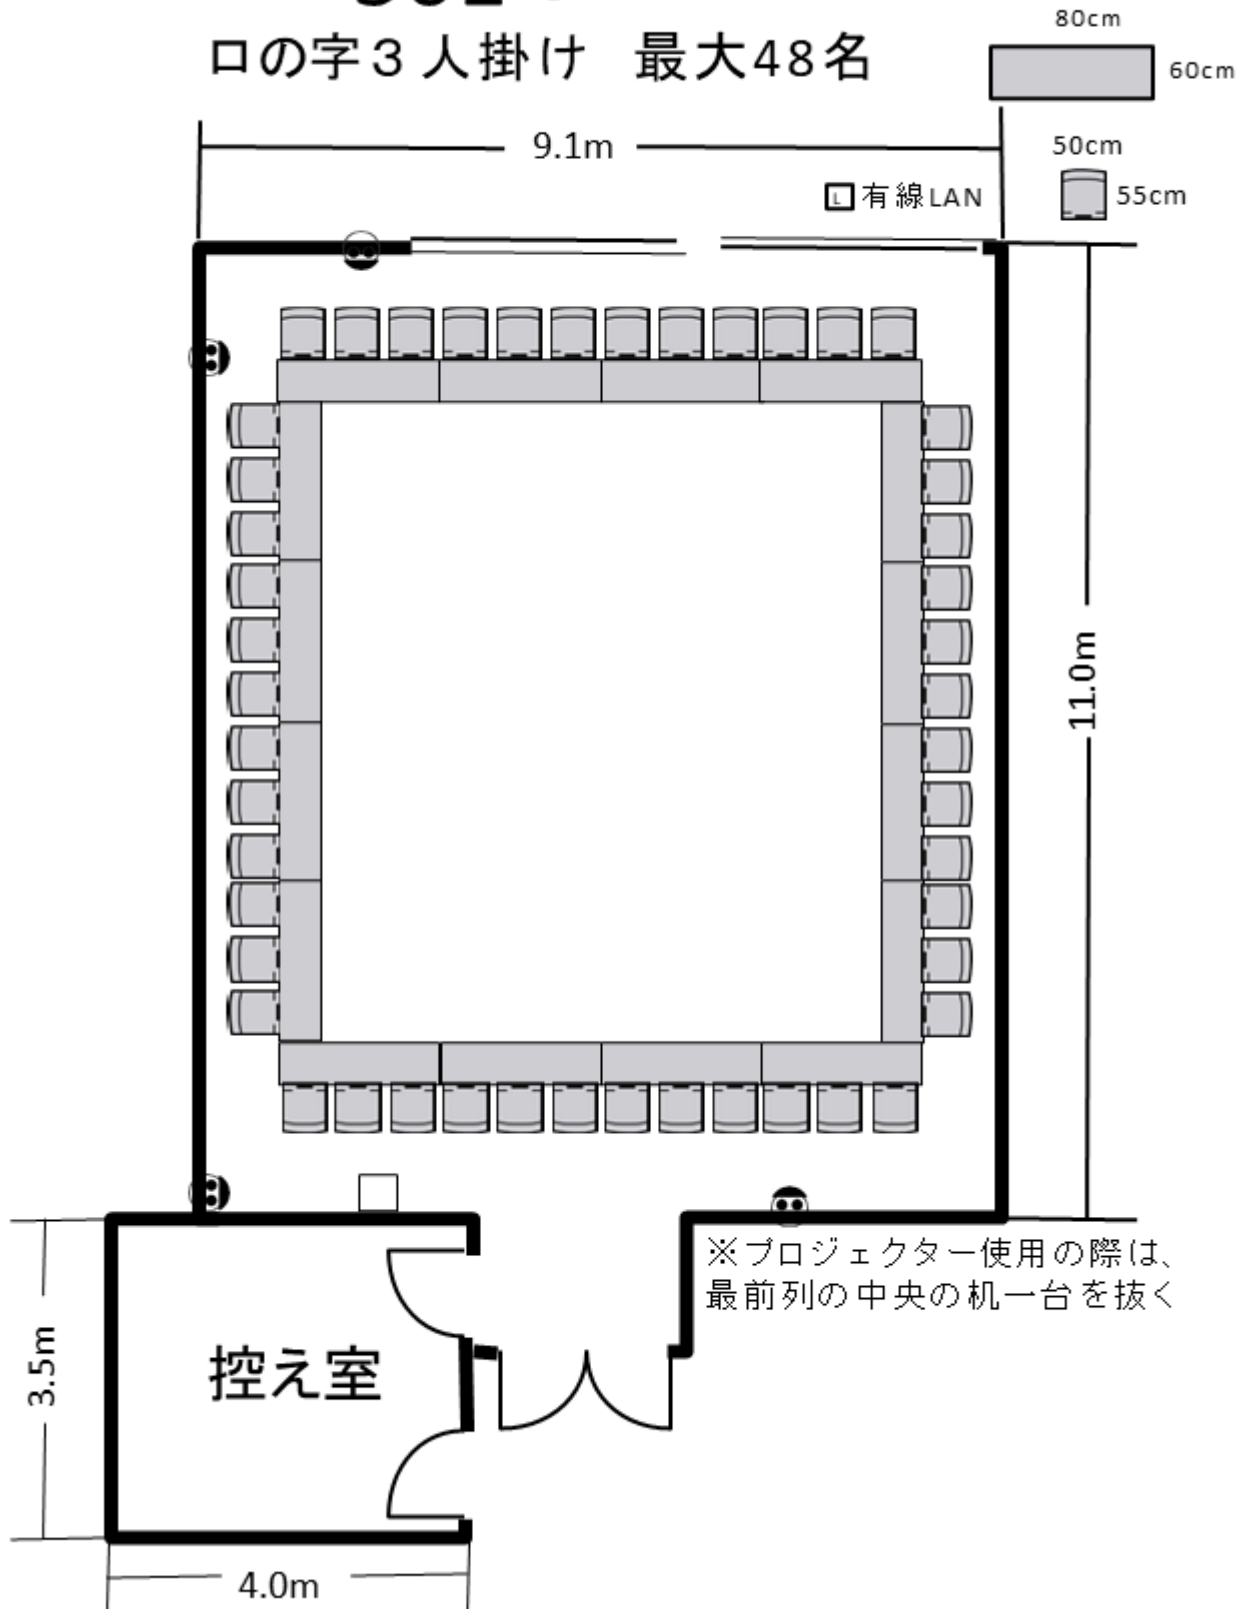 ロの字３人掛け　最大48名
80cm
60cm
9.1m
50cm
55cm
L 有線LAN
11.0m
※プロジェクター使用の際は、
最前列の中央の机一台を抜く
控え室
3.5m
4.0m